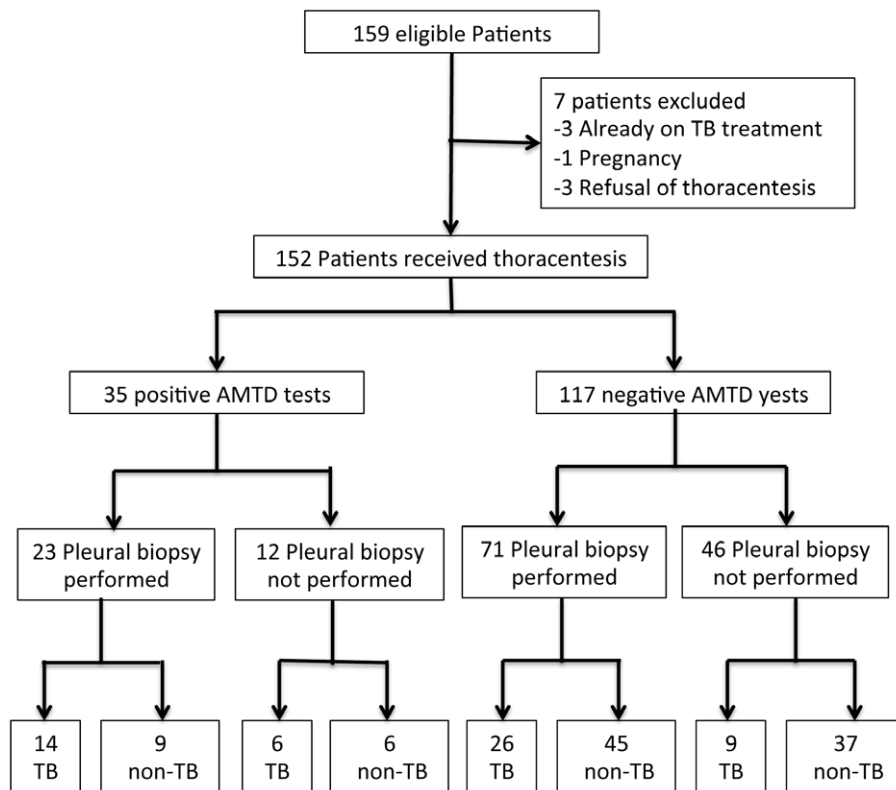 159 eligible Patients
7 patients excluded
-3 Already on TB treatment
-1 Pregnancy
-3 Refusal of thoracentesis
152 Patients received thoracentesis
35 positive AMTD tests
117 negative AMTD yests
23 Pleural biopsy
performed
12 Pleural biopsy
not performed
71 Pleural biopsy
performed
46 Pleural biopsy
not performed
14
TB
9
non-TB
6
TB
6
non-TB
26
TB
45
non-TB
9
TB
37
non-TB